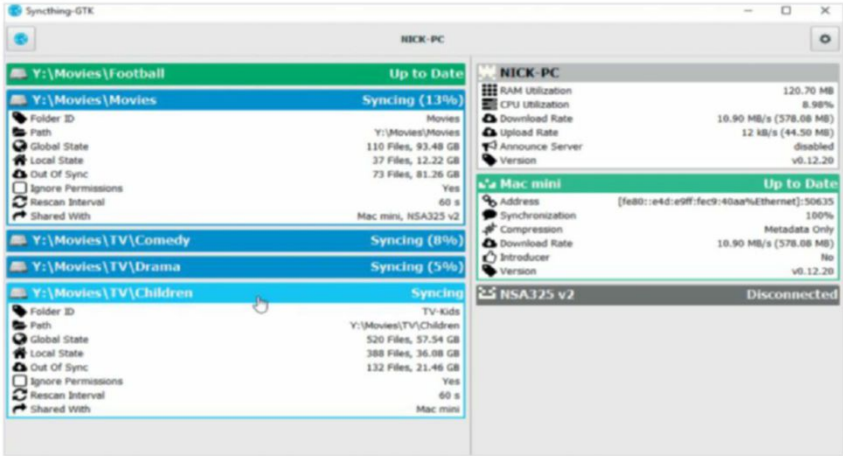 Syncthing-GTK
NICK-PC
Y:\Movies\Football Up to Date
Y:\Movies\Movies Syncing (13%)
Folder ID Movies
Path Y:\Movies\Movies
Global State 110 Files, 93.48 GB
Local State 37 Files, 12.22 GB
Out Of Sync 73 Files, 81.26 GB
Ignore Permissions Yes
Rescan Interval 60 s
Shared With Mac mini, NSA325 v2
Y:\Movies\TV\Comedy Syncing (8%)
Y:\Movies\TV\Drama Syncing (5%)
Y:\Movies\TV\Children Syncing
Folder ID TV-Kids
Path Y:\Movies\TV\Children
Global State 520 Files, 57.54 GB
Local State 388 Files, 36.08 GB
Out Of Sync 132 Files, 21.46 GB
Ignore Permissions Yes
Rescan Interval 60 s
Shared With Mac mini
NICK-PC
RAM Utilization 120.70 MB
CPU Utilization 8.98%
Download Rate 10.90 MB/s (578.08 MB)
Upload Rate 12 kB/s (44.50 MB)
Announce Server disabled
Version v0.12.20
Mac mini Up to Date
Address [fe80::e4d:e9ff:fec9:40aa%Ethernet]:50635
Synchronization 100%
Compression Metadata Only
Download Rate 10.90 MB/s (578.08 MB)
Introducer No
Version v0.12.20
NSA325 v2 Disconnected